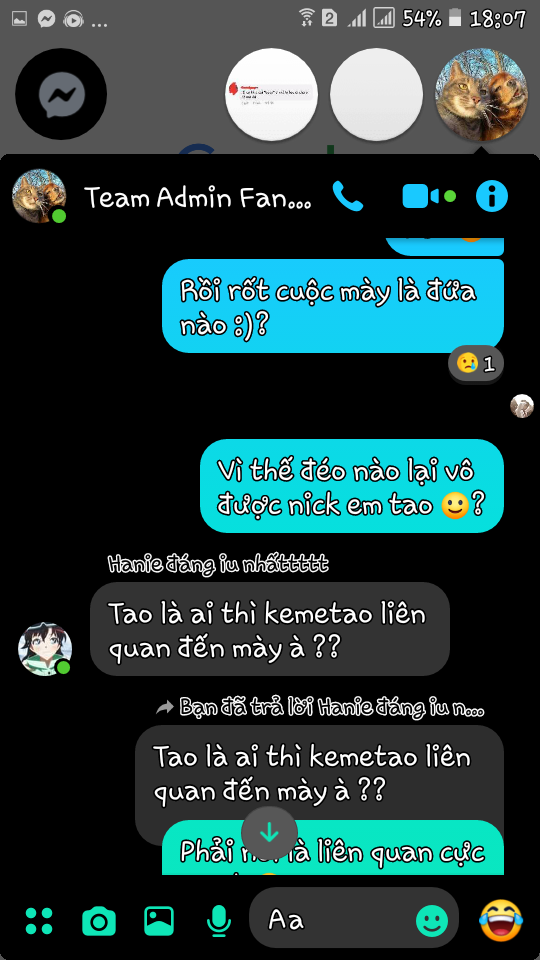 54% 18:07
Team Admin Fan...
Rồi rốt cuộc mày là đứa
nào :)?
1
Vì thế đéo nào lại vô
được nick em tao 🙂?
Hanie đáng iu nhấttttt
Tao là ai thì kemetao liên
quan đến mày à ??
Bạn đã trả lời Hanie đáng iu n...
Tao là ai thì kemetao liên
quan đến mày à ??
Phải là liên quan cực
Aa